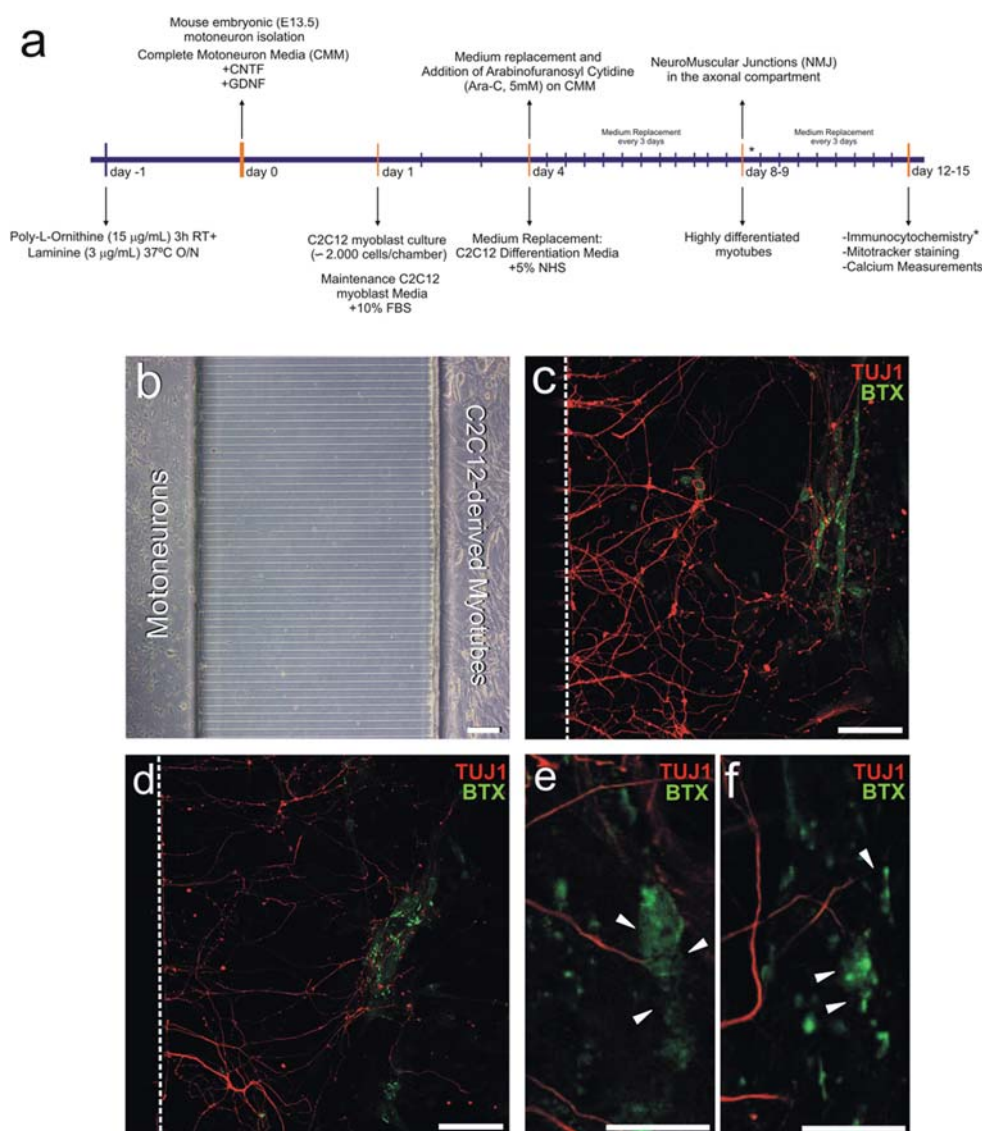 a
Mouse embryonic (E13.5)
motoneuron isolation
Complete Motoneuron Media (CMM)
+CNTF
+GDNF
Medium replacement and
Addition of Arabinofuranosyl Cytidine
(Ara-C, 5mM) on CMM
NeuroMuscular Junctions (NMJ)
in the axonal compartment
Medium Replacement
every 3 days
*
Medium Replacement
every 3 days
day -1
day 0
day 1
day 4
day 8-9
day 12-15
Poly-L-Ornithine (15 µg/mL) 3h RT+
Laminine (3 µg/mL) 37ºC O/N
C2C12 myoblast culture
(∽ 2.000 cells/chamber)
Maintenance C2C12
myoblast Media
+10% FBS
Medium Replacement:
C2C12 Differentiation Media
+5% NHS
Highly differentiated
myotubes
-Immunocytochemistry*
-Mitotracker staining
-Calcium Measurements
b
Motoneurons
C2C12-derived Myotubes
c
TUJ1
BTX
d
TUJ1
BTX
e
TUJ1
BTX
f
TUJ1
BTX